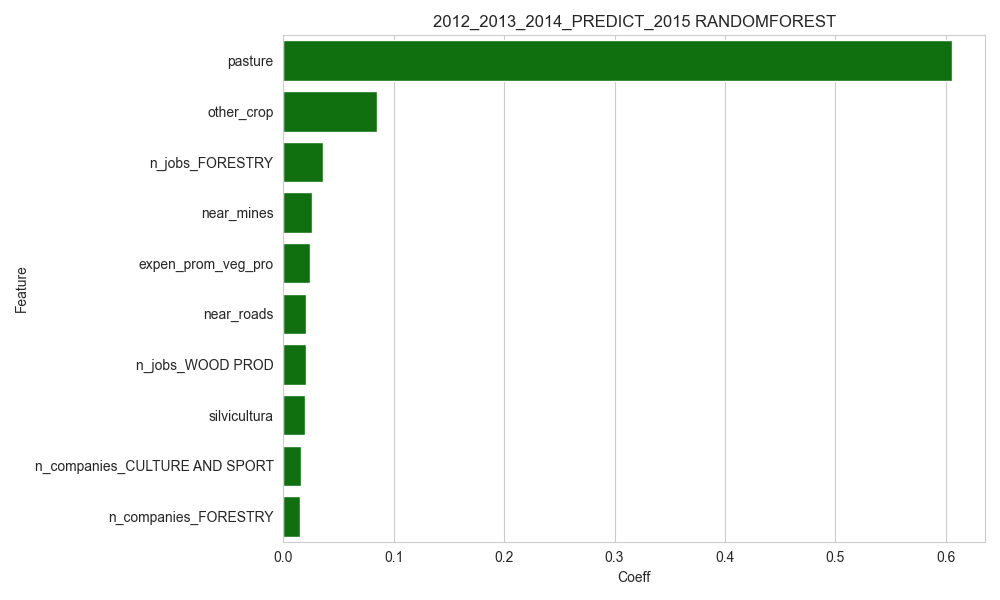 2012_2013_2014_PREDICT_2015 RANDOMFOREST
pasture
other_crop
n_jobs_FORESTRY
near_mines
expen_prom_veg_pro
near_roads
n_jobs_WOOD PROD
silvicultura
n_companies_CULTURE AND SPORT
n_companies_FORESTRY
Feature
0.0 0.1 0.2 0.3 0.4 0.5 0.6
Coeff